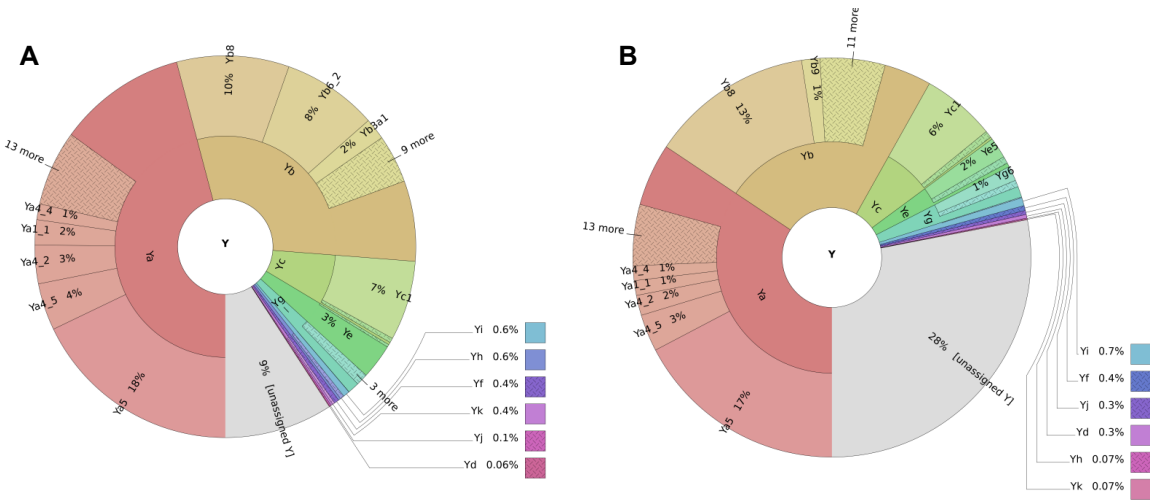 A
Yb8
10%
Yb6_2
8%
Yb3a1
2%
9 more
Yb
13 more
Ya4_4 1%
Ya1_1 2%
Ya4_2 3%
Ya4_5 4%
Ya
Y
Yc
7% Yc1
Yg
3% Ye
3 more
Ya5 18%
9% [unassigned Y]
Yi 0.6%
Yh 0.6%
Yf 0.4%
Yk 0.4%
Yj 0.1%
Yd 0.06%
B
11 more
Yb9 1%
Yb8
13%
Yb
6% Yc1
2% Ye5
1% Yg6
Yc
Ye
Yg
13 more
Ya4_4 1%
Ya1_1 1%
Ya4_2 2%
Ya4_5 3%
Ya
Y
Ya5 17%
28% [unassigned Y]
Yi 0.7%
Yf 0.4%
Yj 0.3%
Yd 0.3%
Yh 0.07%
Yk 0.07%